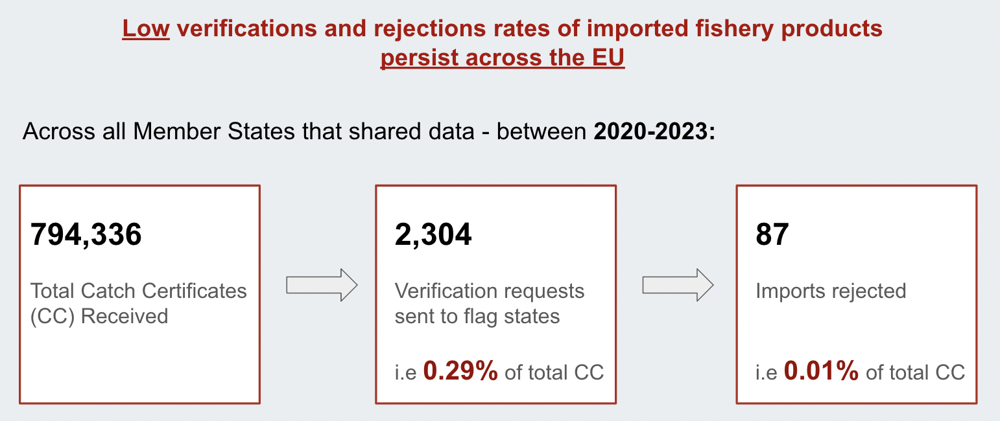 Low verifications and rejections rates of imported fishery products
persist across the EU
Across all Member States that shared data - between 2020-2023:
794,336
Total Catch Certificates
(CC) Received
2,304
Verification requests
sent to flag states
i.e 0.29% of total CC
87
Imports rejected
i.e 0.01% of total CC